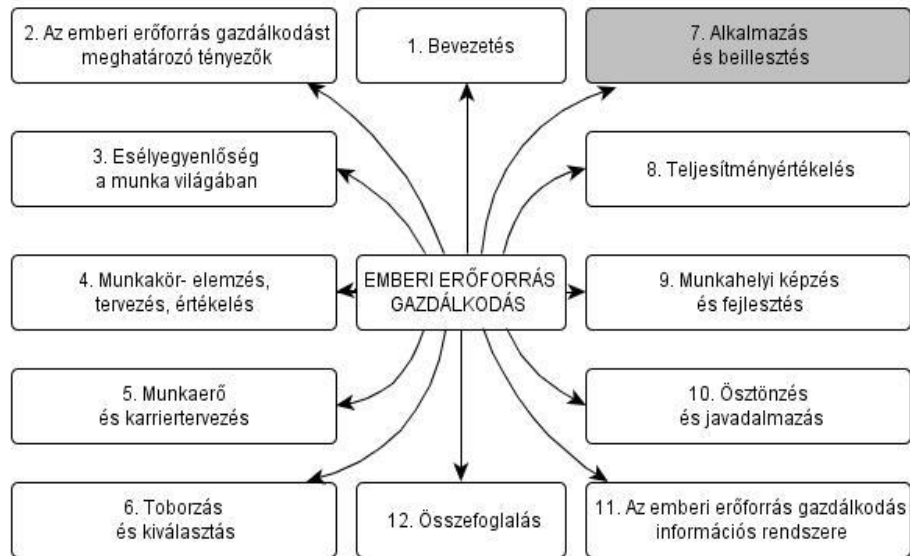 2. Az emberi erőforrás gazdálkodást
meghatározó tényezők
1. Bevezetés
7. Alkalmazás
és beillesztés
3. Esélyegyenlőség
a munka világában
8. Teljesítményértékelés
4. Munkakör- elemzés,
tervezés, értékelés
EMBERI ERŐFORRÁS
GAZDÁLKODÁS
9. Munkahelyi képzés
és fejlesztés
5. Munkaerő
és karriertervezés
10. Ösztönzés
és javadalmazás
6. Toborzás
és kiválasztás
12. Összefoglalás
11. Az emberi erőforrás gazdálkodás
információs rendszere